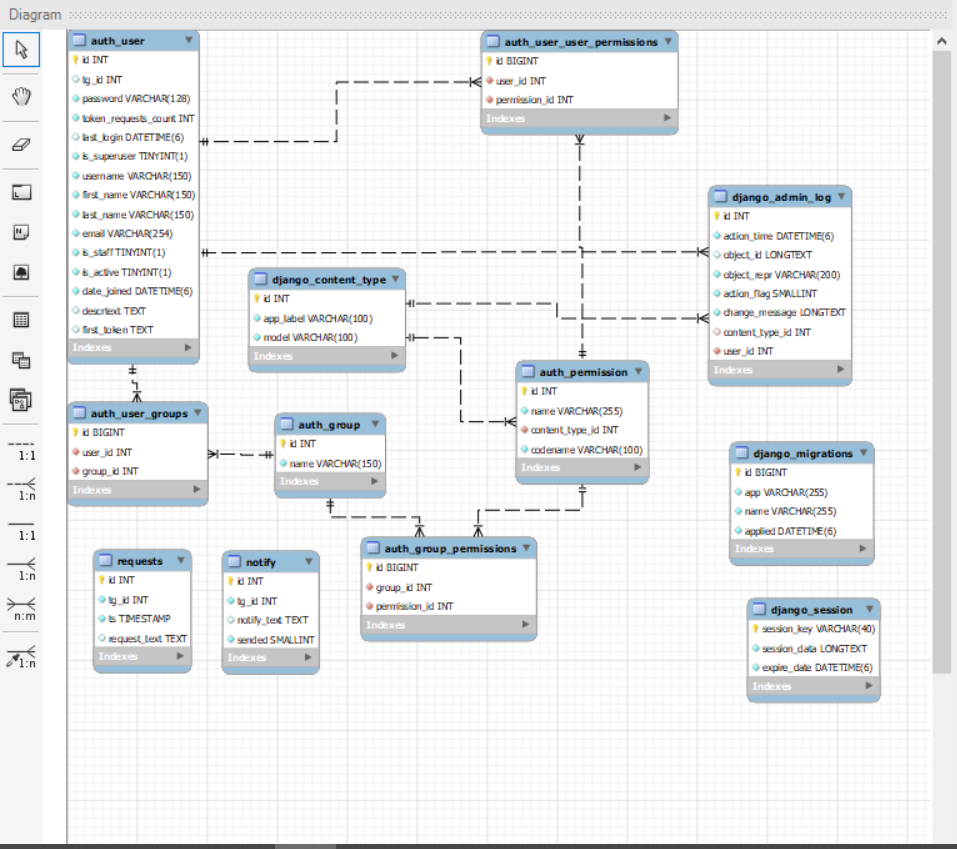 Diagram
auth_user
id INT
tg_id INT
password VARCHAR(128)
token_requests_count INT
last_login DATETIME(6)
is_superuser TINYINT(1)
username VARCHAR(150)
first_name VARCHAR(150)
last_name VARCHAR(150)
email VARCHAR(254)
is_staff TINYINT(1)
is_active TINYINT(1)
date_joined DATETIME(6)
descrtext TEXT
first_token TEXT
Indexes
auth_user_user_permissions
id BIGINT
user_id INT
permission_id INT
Indexes
django_admin_log
id INT
action_time DATETIME(6)
object_id LONGTEXT
object_repr VARCHAR(200)
action_flag SMALLINT
change_message LONGTEXT
content_type_id INT
user_id INT
Indexes
django_content_type
id INT
app_label VARCHAR(100)
model VARCHAR(100)
Indexes
auth_permission
id INT
name VARCHAR(255)
content_type_id INT
codename VARCHAR(100)
Indexes
auth_user_groups
id BIGINT
user_id INT
group_id INT
Indexes
auth_group
id INT
name VARCHAR(150)
Indexes
django_migrations
id BIGINT
app VARCHAR(255)
name VARCHAR(255)
applied DATETIME(6)
Indexes
requests
id INT
tg_id INT
ts TIMESTAMP
request_text TEXT
Indexes
notify
id INT
tg_id INT
notify_text TEXT
sended SMALLINT
Indexes
auth_group_permissions
id BIGINT
group_id INT
permission_id INT
Indexes
django_session
session_key VARCHAR(40)
session_data LONGTEXT
expire_date DATETIME(6)
Indexes
1:1
1:n
1:1
1:n
n:m
1:n